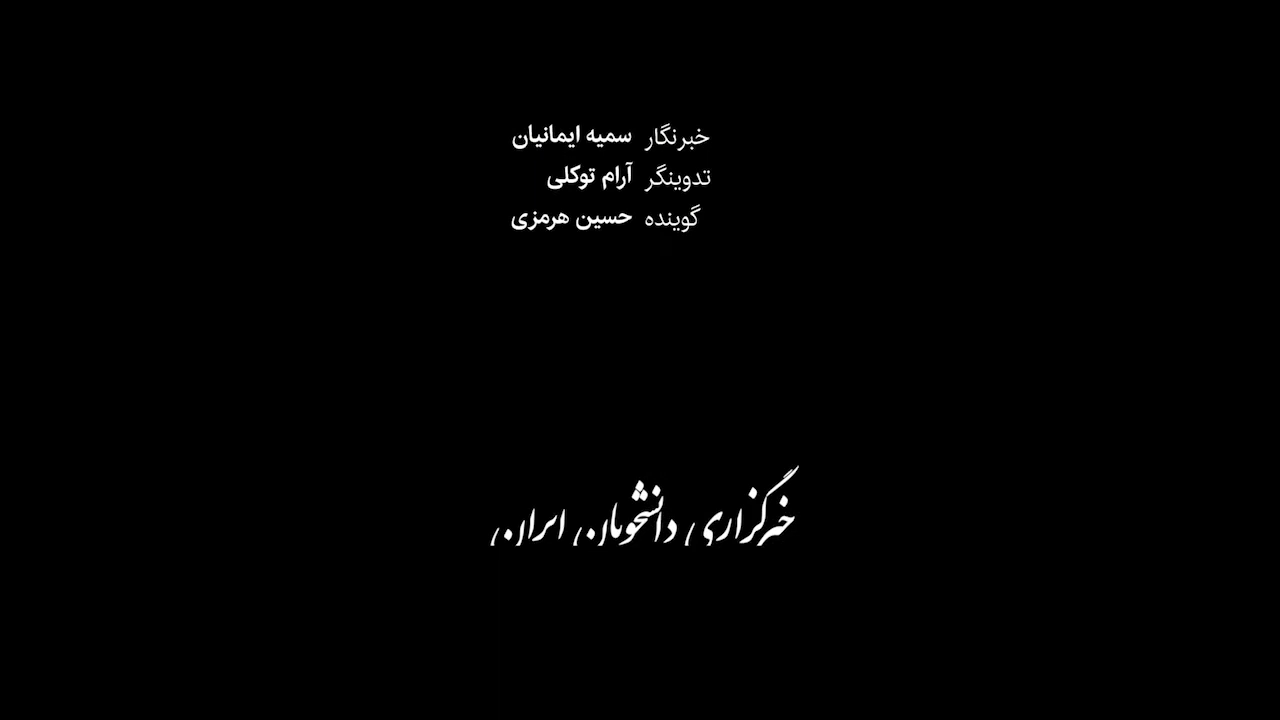 خبرنگار سمیه ایمانیان
تدوینگر آرام توکلی
گوینده حسین هرمزی
خبرگزاری دانشجویان ایران